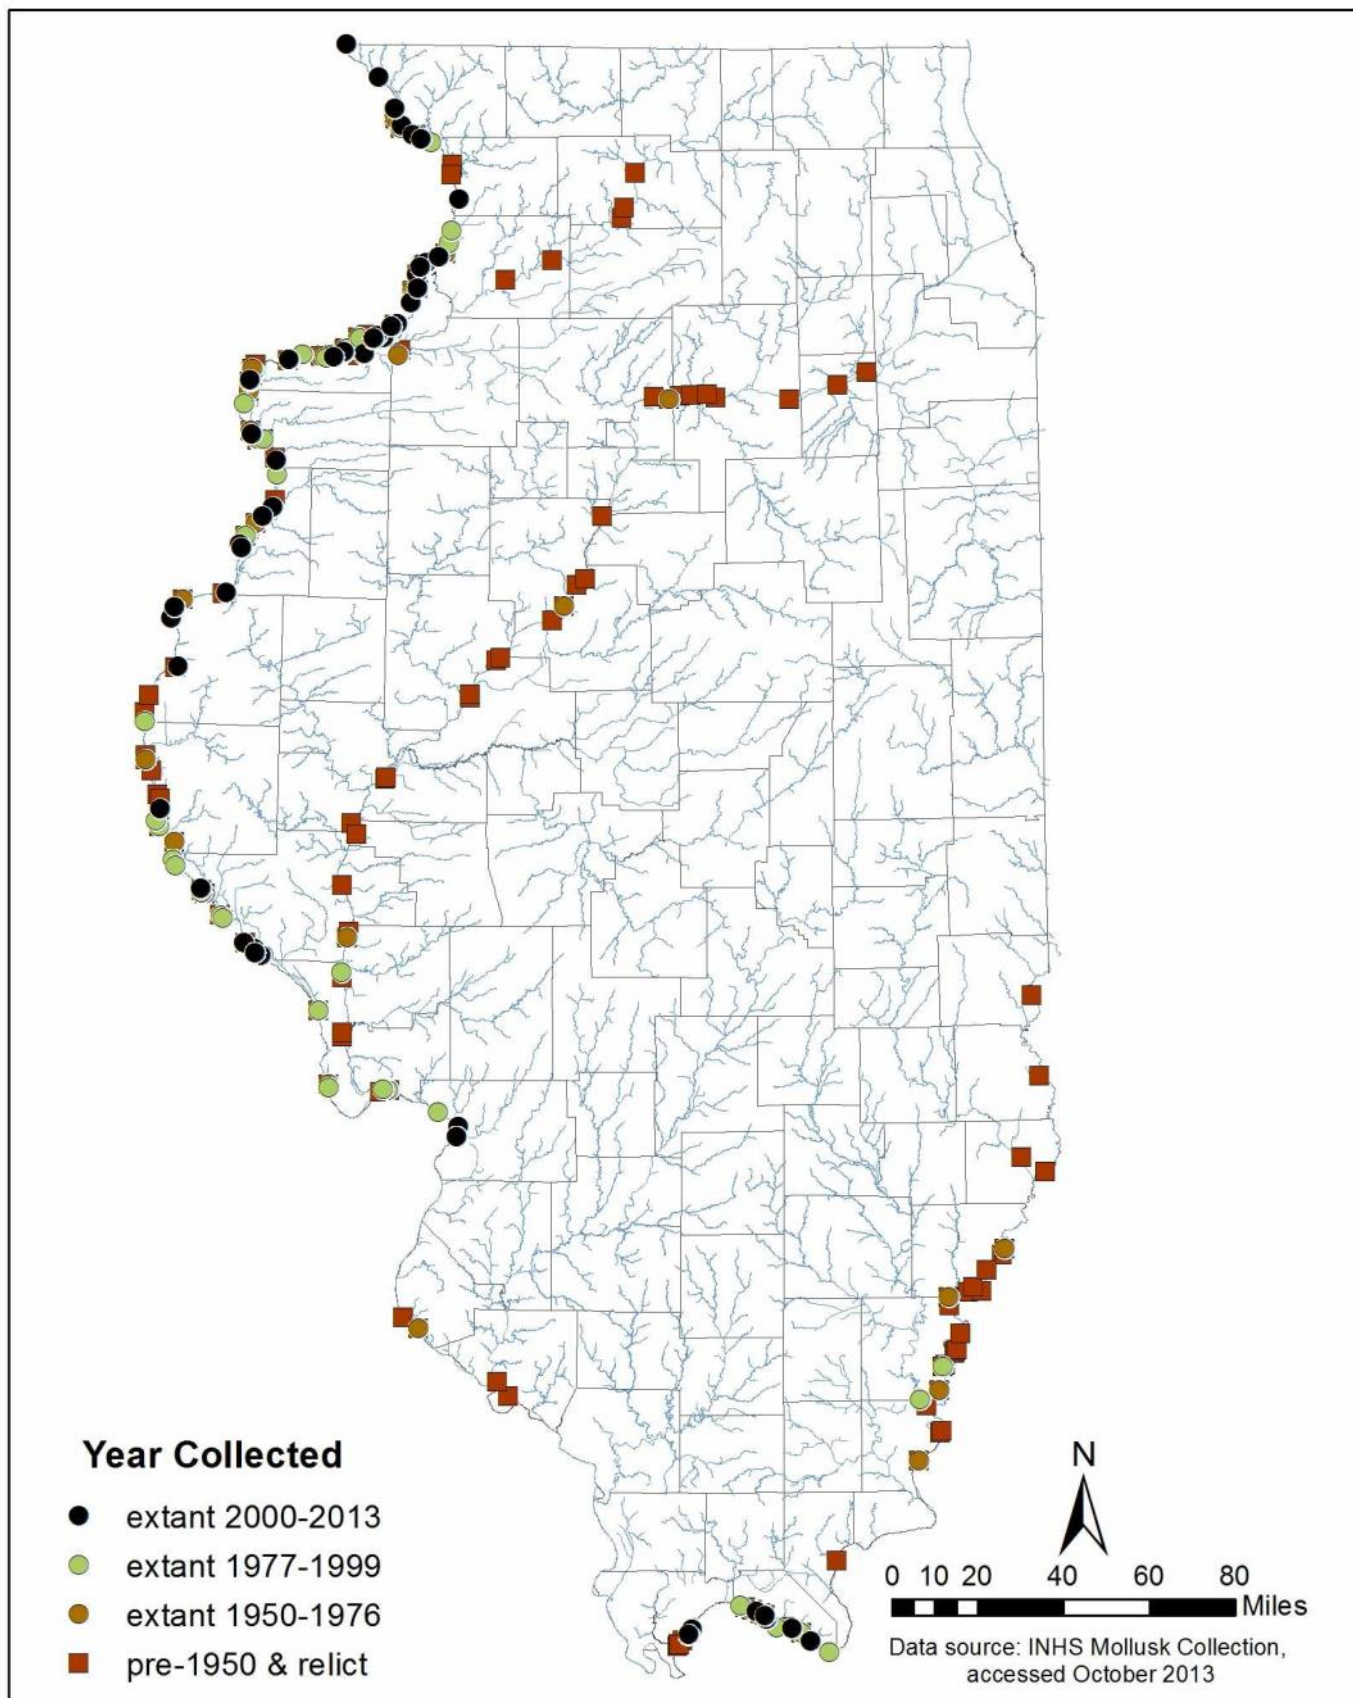 Year Collected
extant 2000-2013
extant 1977-1999
extant 1950-1976
pre-1950 & relict
N
0 10 20 40 60 80
Miles
Data source: INHS Mollusk Collection,
accessed October 2013